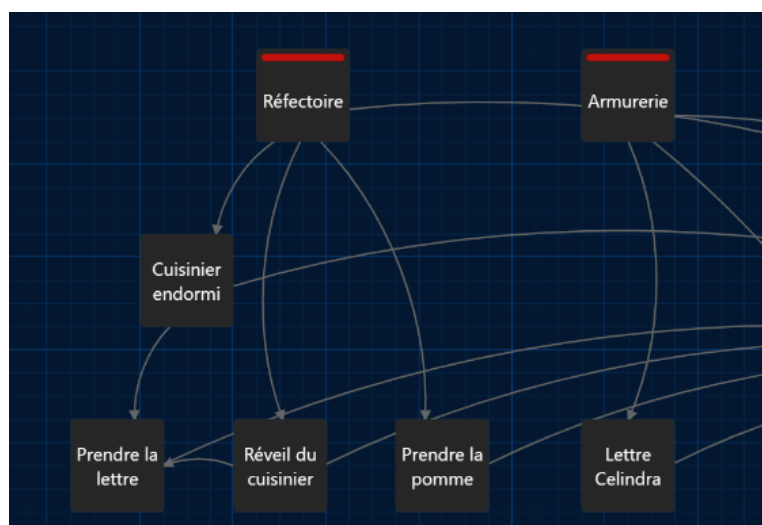 Réfectoire
Armurerie
Cuisinier
endormi
Prendre la
lettre
Réveil du
cuisinier
Prendre la
pomme
Lettre
Celindra